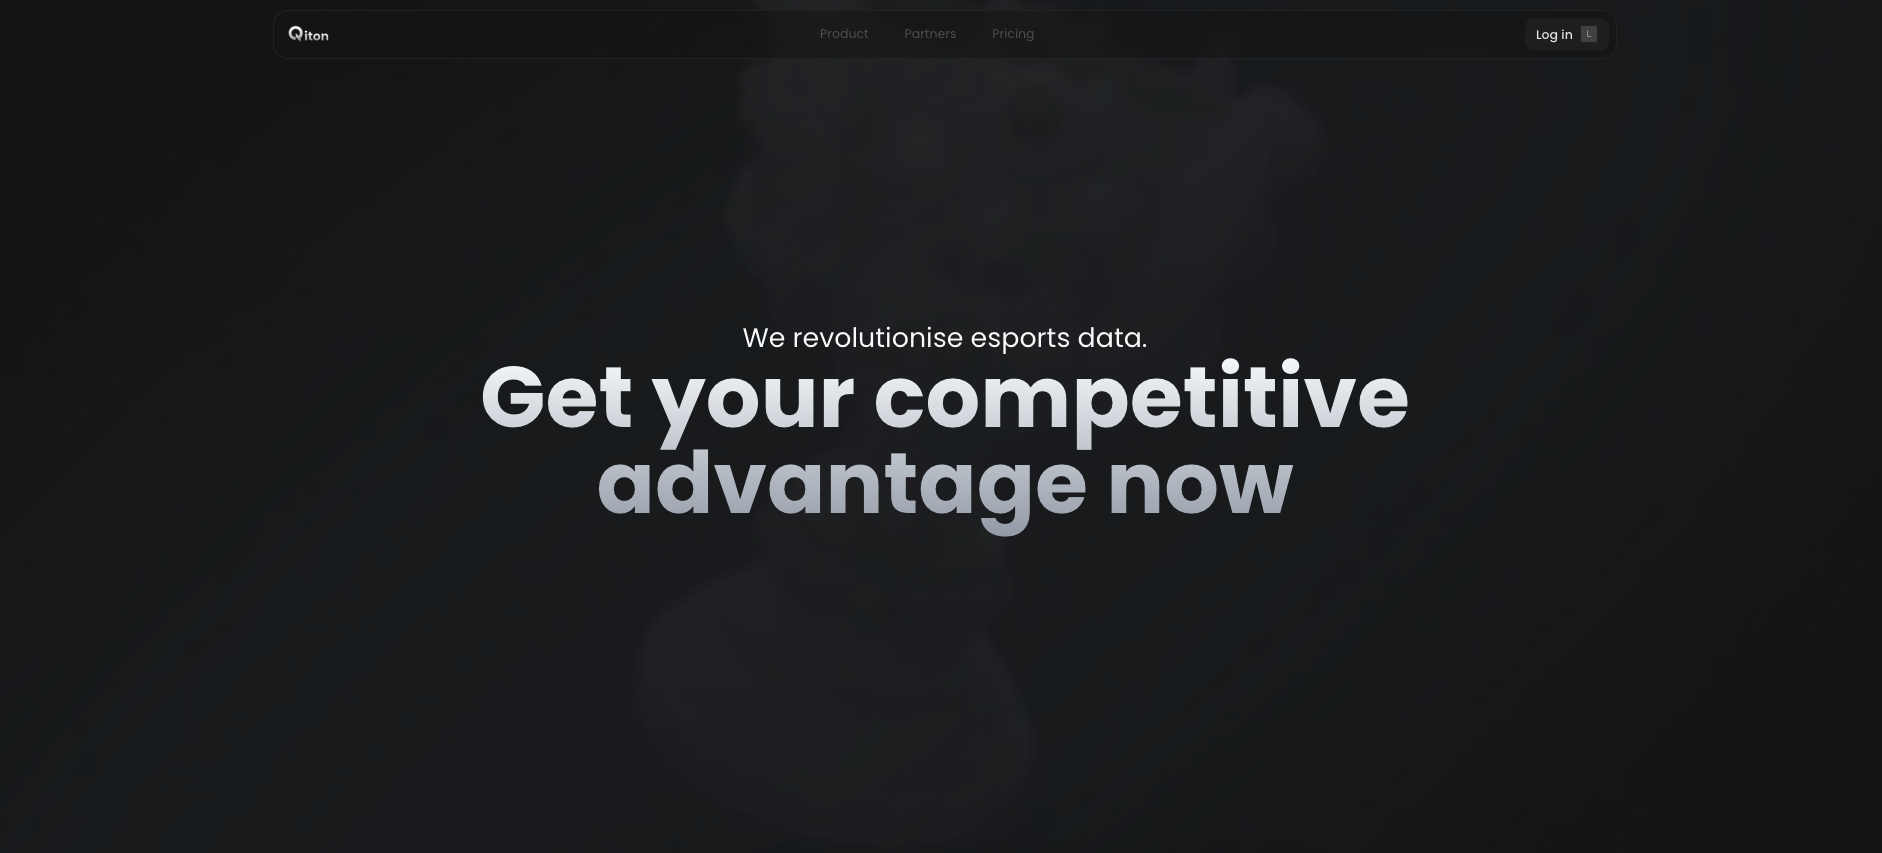 Qiton
Product
Partners
Pricing
Log in
L
We revolutionise esports data.
Get your competitive
advantage now